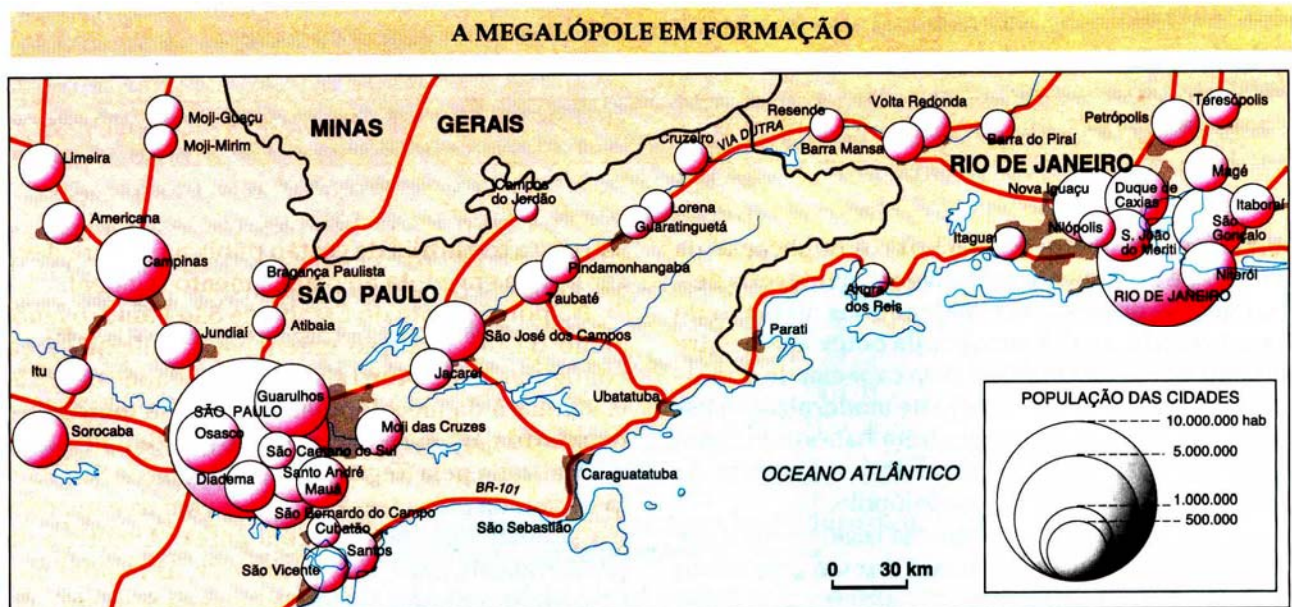 A MEGALÓPOLE EM FORMAÇÃO
Moji-Guaçu
Moji-Mirim
Limeira
Americana
Campinas
MINAS GERAIS
Bragança Paulista
SÃO PAULO
Atibaia
Jundiaí
Itu
Sorocaba
Campos
do Jordão
Cruzeiro
VIA DUTRA
Resende
Volta Redonda
Barra Mansa
Barra do Piraí
Petrópolis
Teresópolis
RIO DE JANEIRO
Nova Iguaçu
Duque de
Caxias
Magé
Itaboraí
São
Gonçalo
Nilópolis
S. João
do Meriti
Niterói
RIO DE JANEIRO
Itaguaí
Angra
dos Reis
Parati
Lorena
Guaratinguetá
Pindamonhangaba
Taubaté
São José dos Campos
Jacareí
Ubatatuba
Guarulhos
SÃO PAULO
Osasco
Moji das Cruzes
São Caetano do Sul
Santo André
Diadema
Mauá
São Bernardo do Campo
Cubatão
Santos
São Vicente
BR-101
Caraguatatuba
São Sebastião
OCEANO ATLÂNTICO
0 30 km
POPULAÇÃO DAS CIDADES
10.000.000 hab
5.000.000
1.000.000
500.000